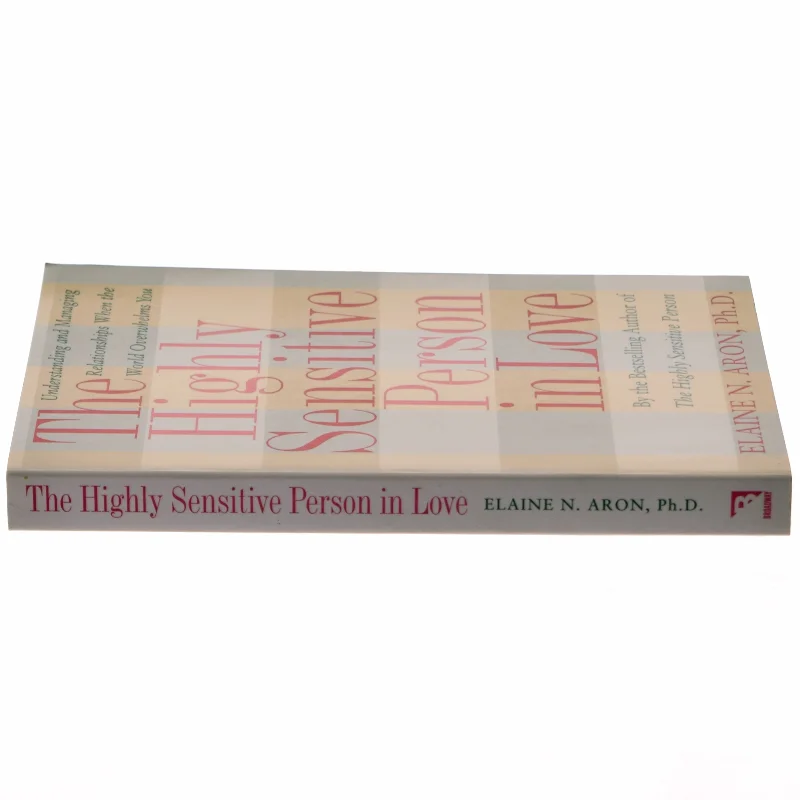 Understanding and Managing
Relationships When the
World Overwhelms You
The
Highly
Sensitive
Person
in Love
By the Bestselling Author of
The Highly Sensitive Person
ELAINE N. ARON, Ph.D.
The Highly Sensitive Person in Love ELAINE N. ARON, Ph.D.
B
BROADWAY